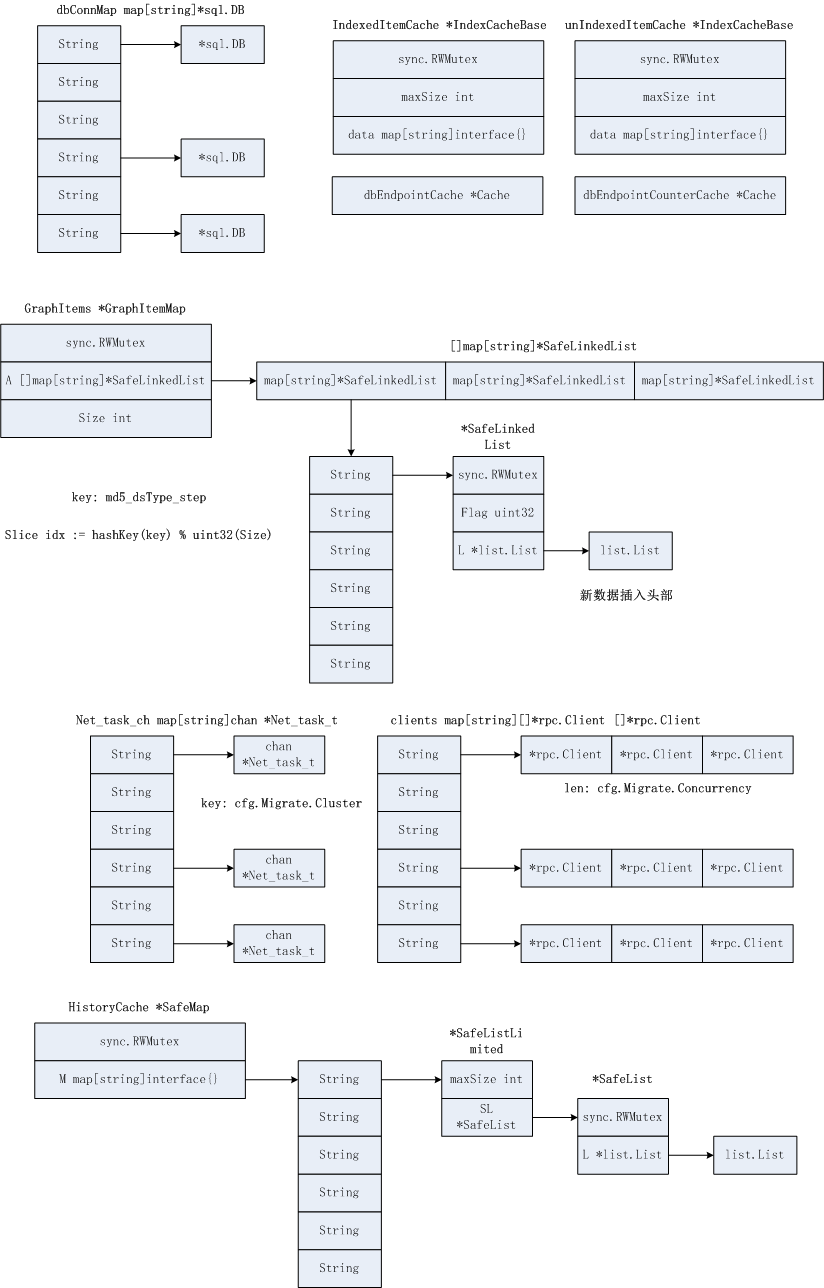 dbConnMap map[string]*sql.DB
String
*sql.DB
String
String
String
*sql.DB
String
String
*sql.DB
IndexedItemCache *IndexCacheBase
sync.RWMutex
maxSize int
data map[string]interface{}
dbEndpointCache *Cache
unIndexedItemCache *IndexCacheBase
sync.RWMutex
maxSize int
data map[string]interface{}
dbEndpointCounterCache *Cache
GraphItems *GraphItemMap
sync.RWMutex
A []map[string]*SafeLinkedList
Size int
[]map[string]*SafeLinkedList
map[string]*SafeLinkedList
map[string]*SafeLinkedList
map[string]*SafeLinkedList
key: md5_dsType_step
Slice idx := hashKey(key) % uint32(Size)
String
String
String
String
String
String
*SafeLinked
List
sync.RWMutex
Flag uint32
L *list.List
list.List
新数据插入头部
Net_task_ch map[string]chan *Net_task_t
String
chan
*Net_task_t
String
key: cfg.Migrate.Cluster
String
String
chan
*Net_task_t
String
String
chan
*Net_task_t
clients map[string][]*rpc.Client []*rpc.Client
String
*rpc.Client
*rpc.Client
*rpc.Client
len: cfg.Migrate.Concurrency
String
String
String
*rpc.Client
*rpc.Client
*rpc.Client
String
String
*rpc.Client
*rpc.Client
*rpc.Client
HistoryCache *SafeMap
sync.RWMutex
M map[string]interface{}
String
String
String
String
String
String
*SafeListLi
mited
maxSize int
SL
*SafeList
*SafeList
sync.RWMutex
L *list.List
list.List